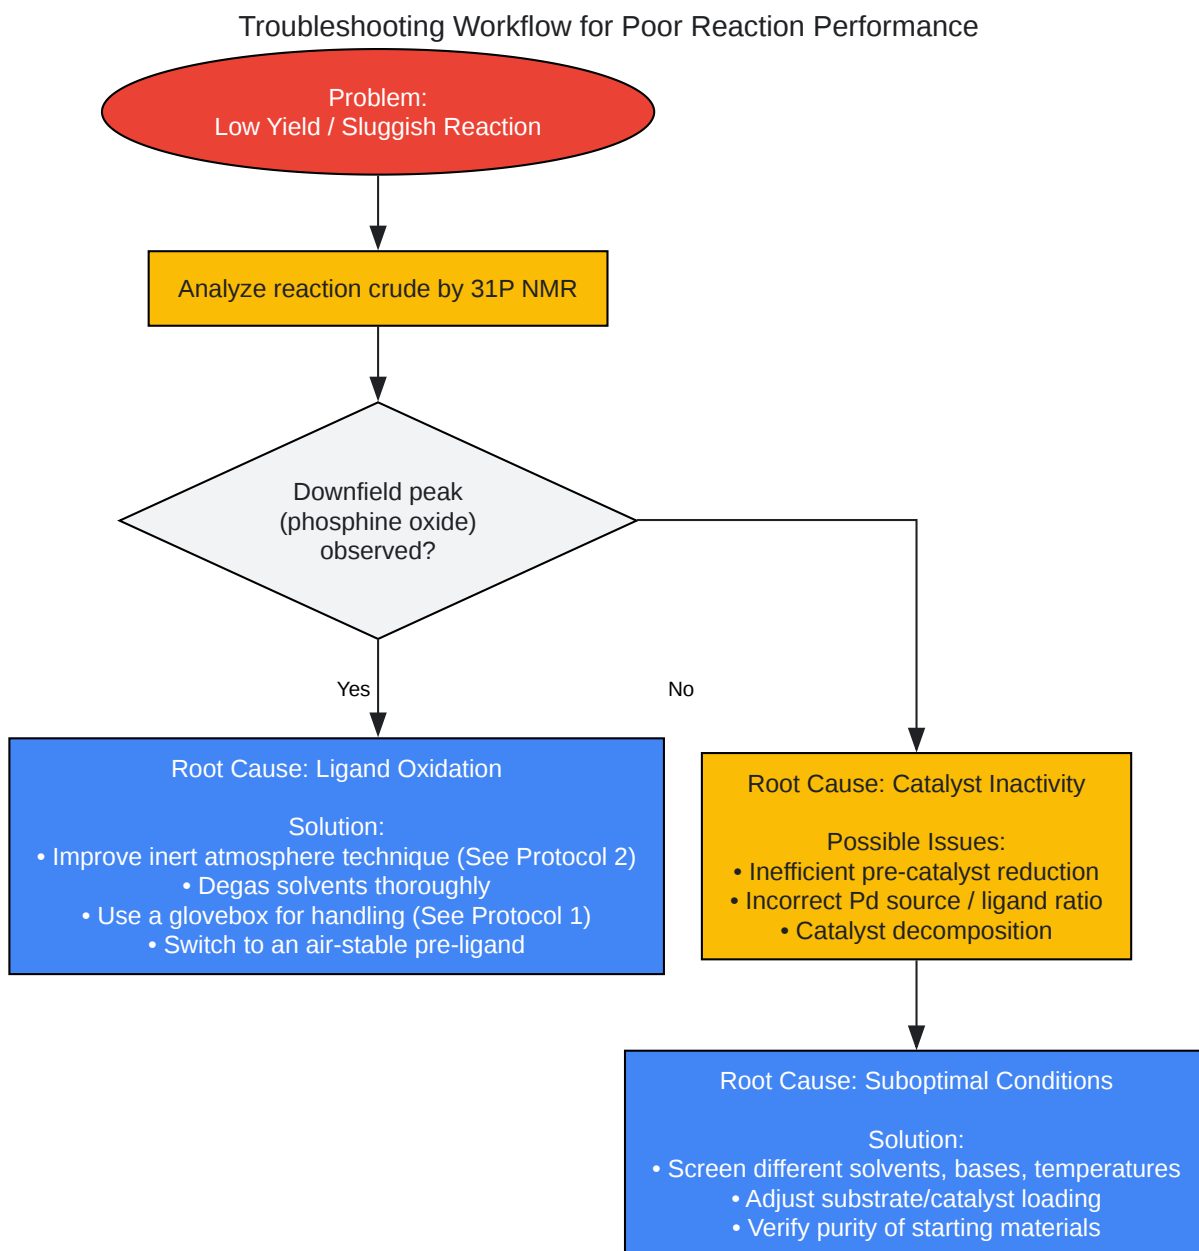 Troubleshooting Workflow for Poor Reaction Performance
Problem:
Low Yield / Sluggish Reaction
Analyze reaction crude by 31P NMR
Downfield peak
(phosphine oxide)
observed?
Yes
No
Root Cause: Ligand Oxidation
Solution:
• Improve inert atmosphere technique (See Protocol 2)
• Degas solvents thoroughly
• Use a glovebox for handling (See Protocol 1)
• Switch to an air-stable pre-ligand
Root Cause: Catalyst Inactivity
Possible Issues:
• Inefficient pre-catalyst reduction
• Incorrect Pd source / ligand ratio
• Catalyst decomposition
Root Cause: Suboptimal Conditions
Solution:
• Screen different solvents, bases, temperatures
• Adjust substrate/catalyst loading
• Verify purity of starting materials